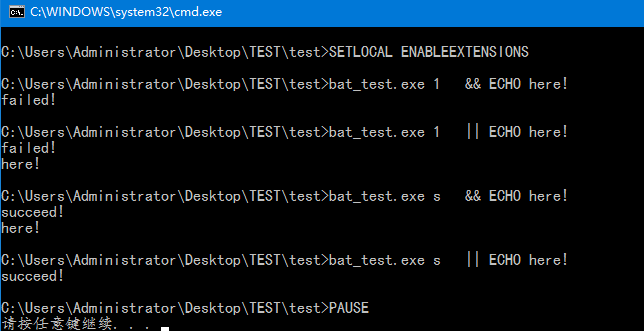 C:\WINDOWS\system32\cmd.exe
C:\Users\Administrator\Desktop\TEST\test>SETLOCAL ENABLEEXTENSIONS
C:\Users\Administrator\Desktop\TEST\test>bat_test.exe 1   && ECHO here!
failed!
C:\Users\Administrator\Desktop\TEST\test>bat_test.exe 1   || ECHO here!
failed!
here!
C:\Users\Administrator\Desktop\TEST\test>bat_test.exe s   && ECHO here!
succeed!
here!
C:\Users\Administrator\Desktop\TEST\test>bat_test.exe s   || ECHO here!
succeed!
C:\Users\Administrator\Desktop\TEST\test>PAUSE
请按任意键继续. . .